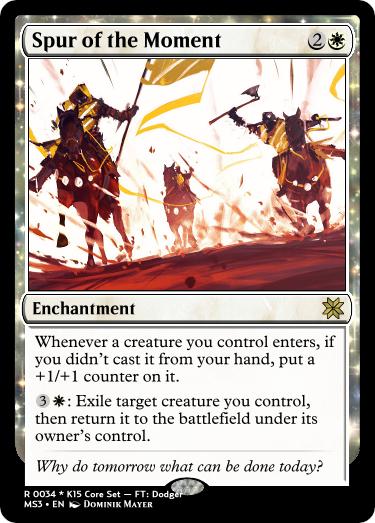 Spur of the Moment 2
Enchantment
Whenever a creature you control enters, if
you didn't cast it from your hand, put a
+1/+1 counter on it.
3 : Exile target creature you control,
then return it to the battlefield under its
owner's control.
Why do tomorrow what can be done today?
R 0034 * K15 Core Set — FT: Dodger
MS3 • EN Dominik Mayer